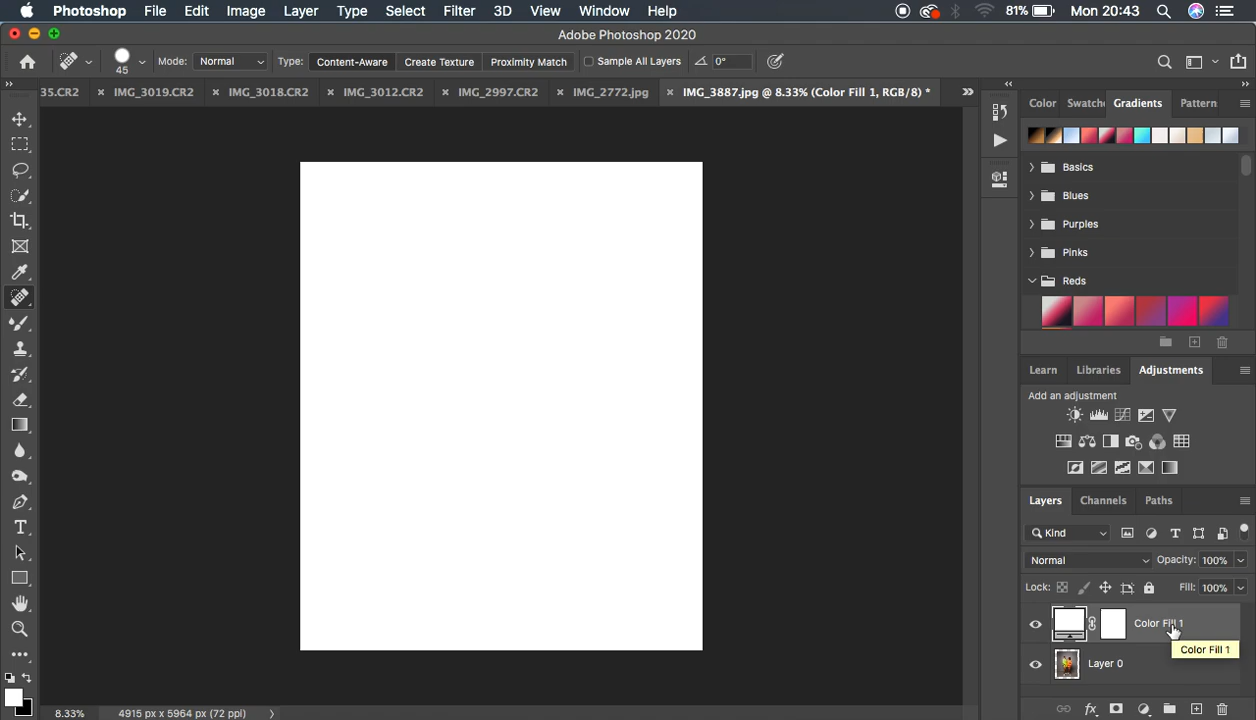 Photoshop File Edit Image Layer Type Select Filter 3D View Window Help 81% Mon 20:43
Adobe Photoshop 2020
45 Mode: Normal Type: Content-Aware Create Texture Proximity Match Sample All Layers 0°
35.CR2 IMG_3019.CR2 IMG_3018.CR2 IMG_3012.CR2 IMG_2997.CR2 IMG_2772.jpg IMG_3887.jpg @ 8.33% (Color Fill 1, RGB/8) *
Color Swatche Gradients Pattern
Basics
Blues
Purples
Pinks
Reds
Learn Libraries Adjustments
Add an adjustment
Layers Channels Paths
Kind
Normal Opacity: 100%
Lock: Fill: 100%
Color Fill 1
Color Fill 1
Layer 0
fx
8.33% 4915 px x 5964 px (72 ppi)